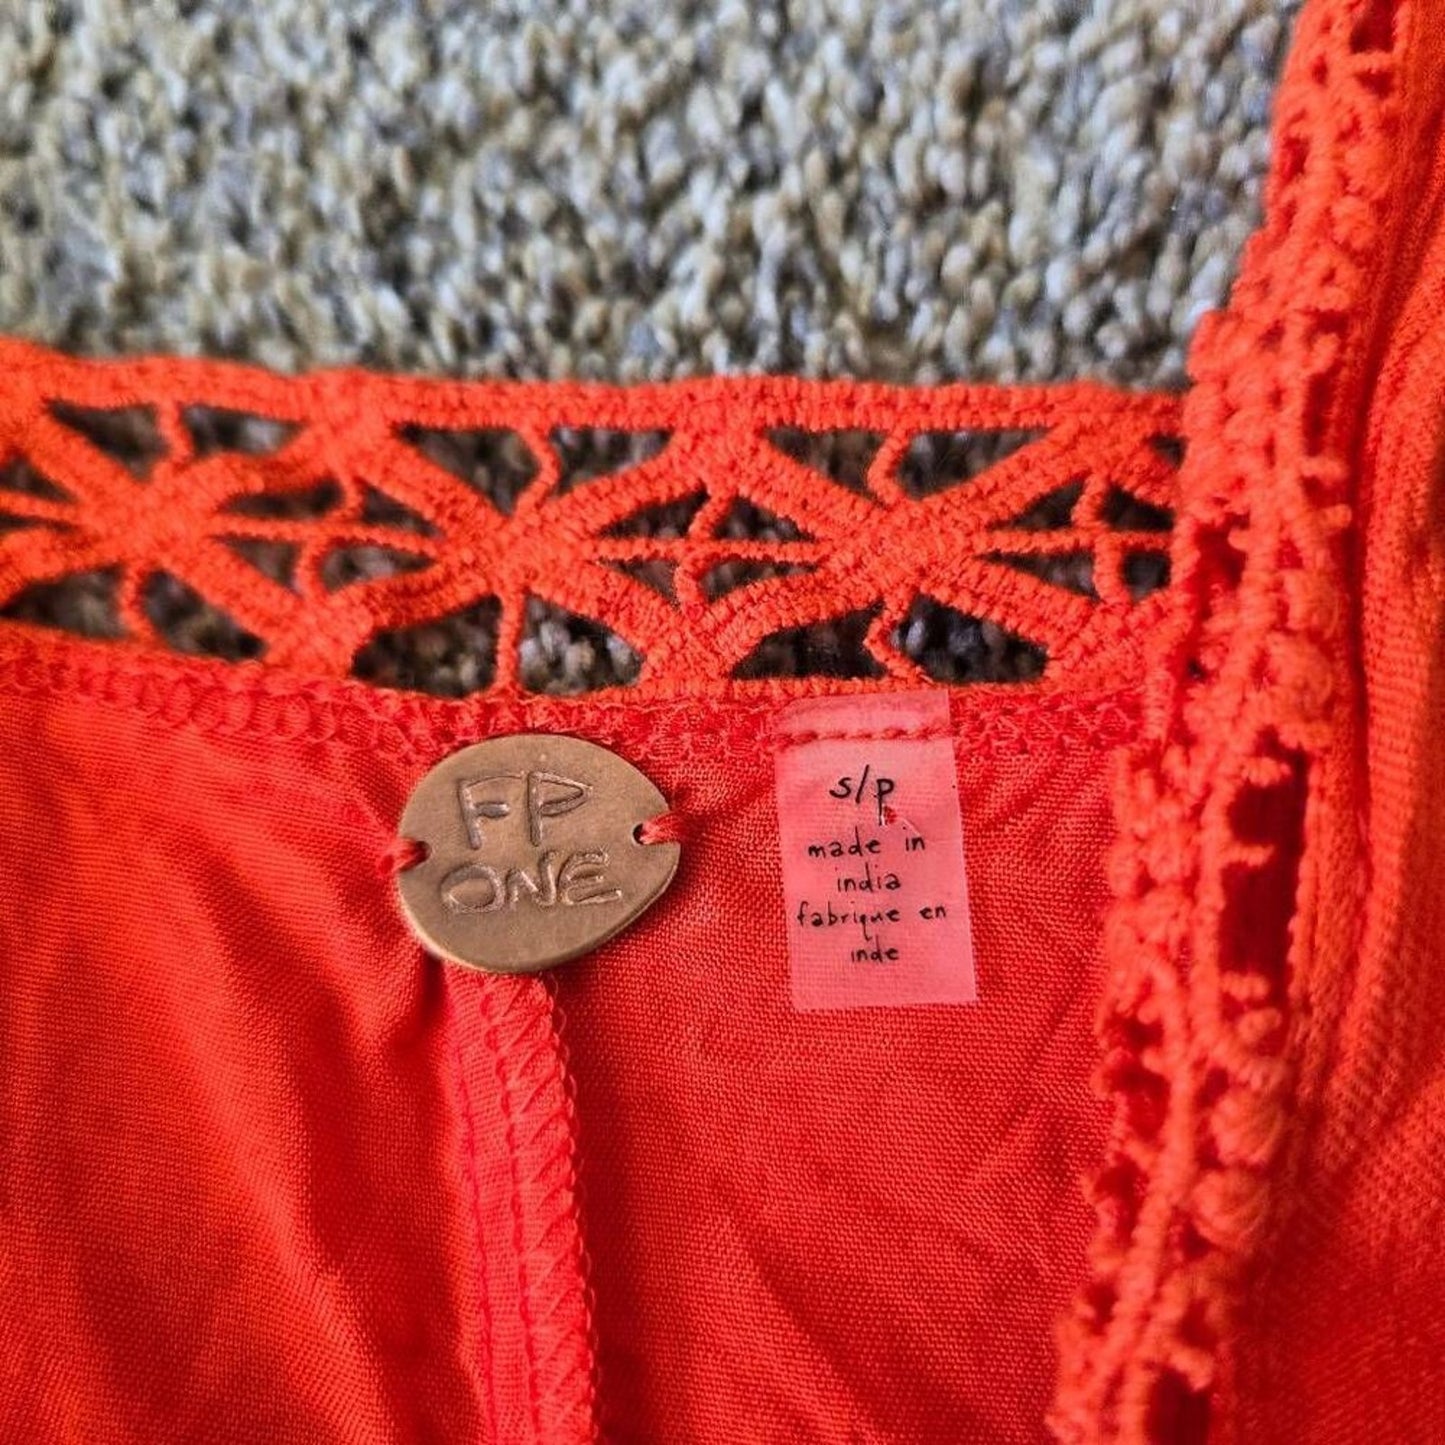 FP
ONE
s/p
made in
india
fabrique en
inde